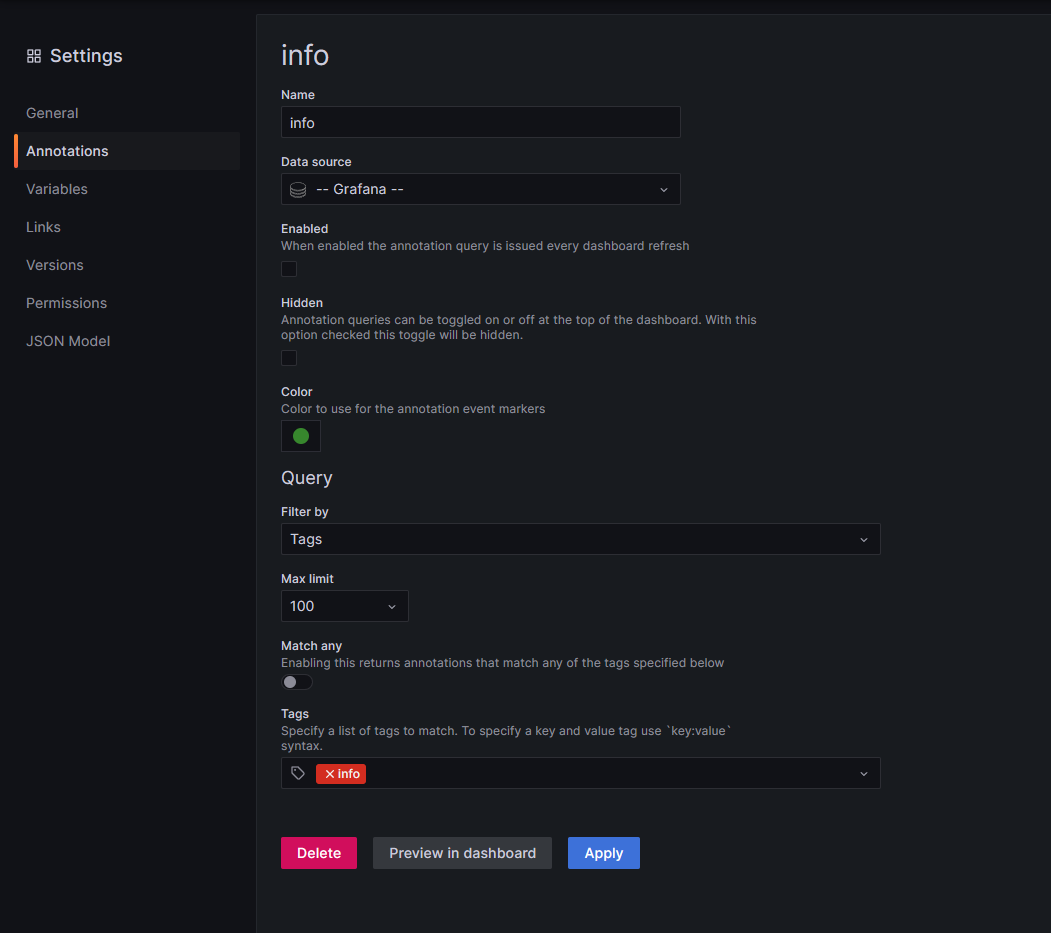 Settings
General
Annotations
Variables
Links
Versions
Permissions
JSON Model
info
Name
info
Data source
-- Grafana --
Enabled
When enabled the annotation query is issued every dashboard refresh
Hidden
Annotation queries can be toggled on or off at the top of the dashboard. With this
option checked this toggle will be hidden.
Color
Color to use for the annotation event markers
Query
Filter by
Tags
Max limit
100
Match any
Enabling this returns annotations that match any of the tags specified below
Tags
Specify a list of tags to match. To specify a key and value tag use `key:value`
syntax.
info
Delete
Preview in dashboard
Apply